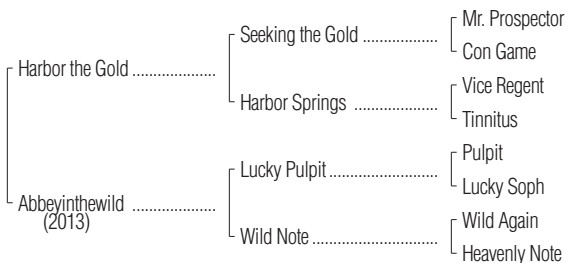 Mr. Prospector
Seeking the Gold ..................
Con Game
Harbor the Gold ....................
Vice Regent
Harbor Springs ....................
Tinnitus
Pulpit
Lucky Pulpit ..........................
Lucky Soph
Abbeyinthewild ....................
(2013)
Wild Again
Wild Note ..............................
Heavenly Note